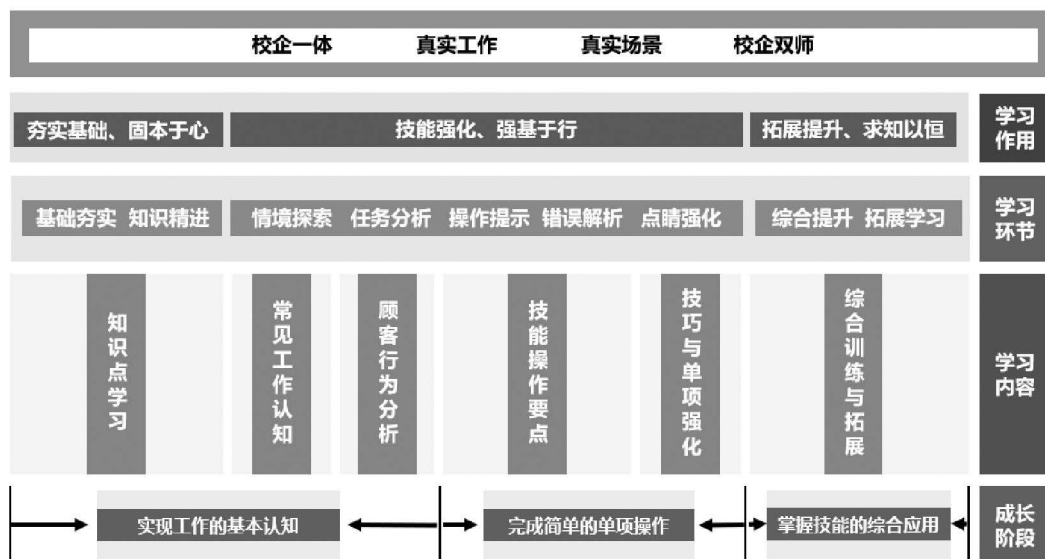 校企一体 真实工作 真实场景 校企双师
夯实基础、固本于心 技能强化、强基于行 拓展提升、求知以恒
学习
作用
基础夯实 知识精进 情境探索 任务分析 操作提示 错误解析 点睛强化 综合提升 拓展学习
学习
环节
知识点学习
常见工作认知
顾客行为分析
技能操作要点
技巧与单项强化
综合训练与拓展
学习
内容
实现工作的基本认知 完成简单的单项操作 掌握技能的综合应用
成长
阶段